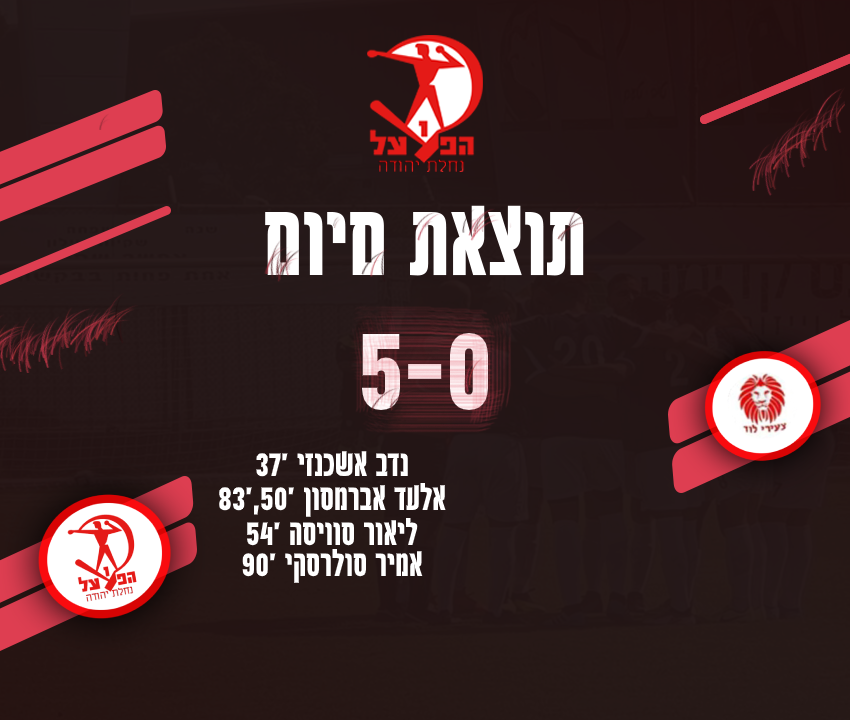 הפועל
נחלת יהודה
תוצאת סיום
5-0
נדב אשכנזי '37
אלעד אברמסון '50,'83
ליאור סוויסה '54
אמיר סולרסקי '90
צעירי לוד
הפועל
נחלת יהודה